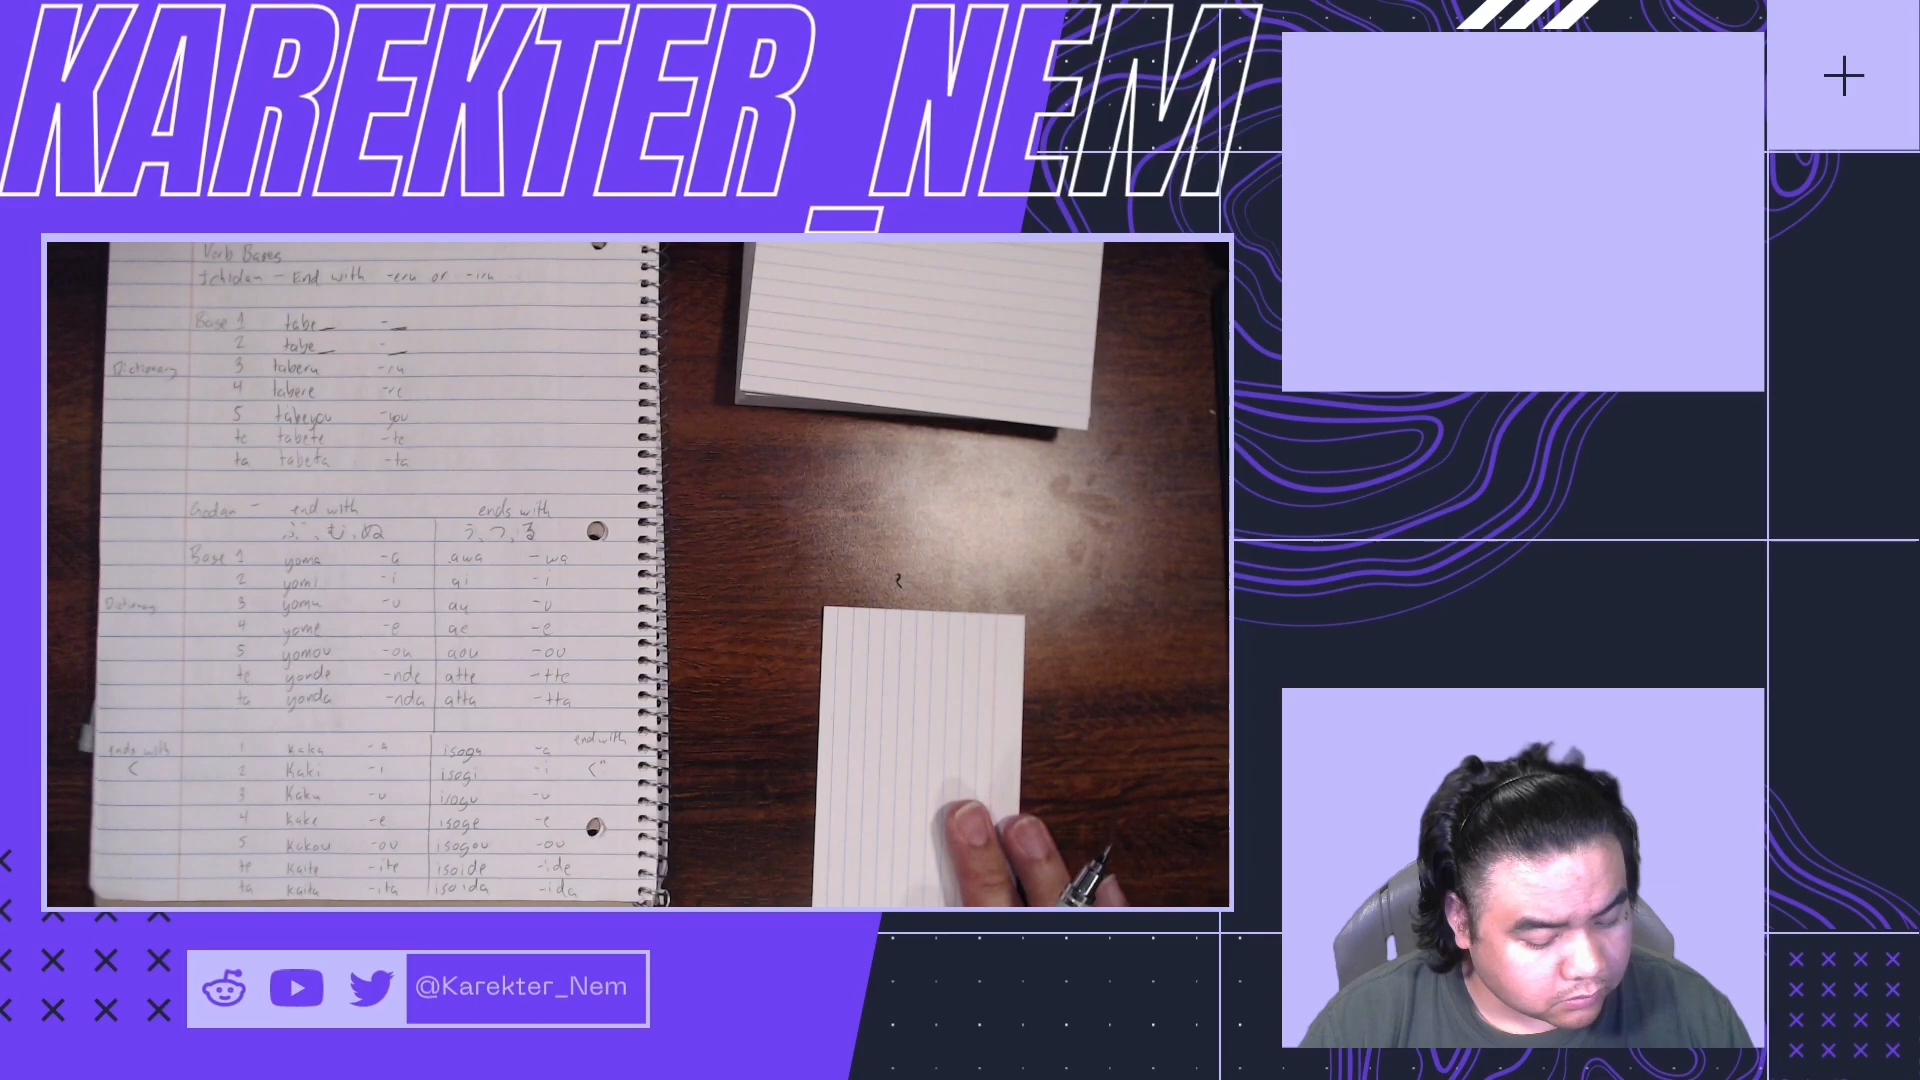 KAREKTER_NEM
Verb Bases
Ichidan - End with -eru or -iru
Base 1 tabe_ -_
2 tabe_ -_
Dictionary 3 taberu -ru
4 tabere -re
5 tabeyou -you
te tabete -te
ta tabeta -ta
Godan - end with ends with
ぶ、む、ぬ う、つ、る
Base 1 yoma -a awa -wa
2 yomi -i ai -i
Dictionary 3 yomu -u au -u
4 yome -e ae -e
5 yomou -ou aou -ou
te yonde -nde atte -tte
ta yonda -nda atta -tta
end with
ends with 1 kaka -a isoga -a
く 2 kaki -i isogi -i ぐ
3 kaku -u isogu -u
4 kake -e isoge -e
5 kakou -ou isogou -ou
te kaite -ite isoide -ide
ta kaita -ita isoida -ida
@Karekter_Nem